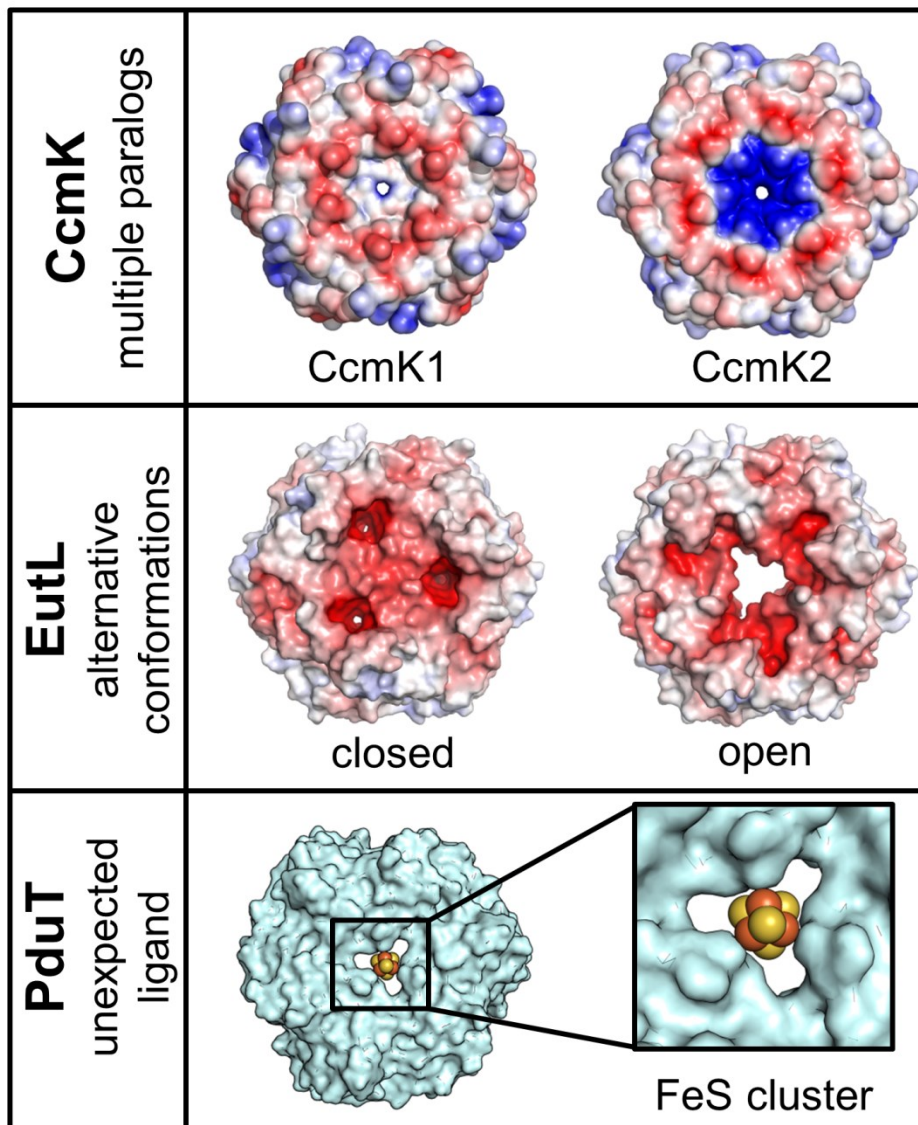 CcmK
multiple paralogs
CcmK1
CcmK2
EutL
alternative
conformations
closed
open
PduT
unexpected
ligand
FeS cluster